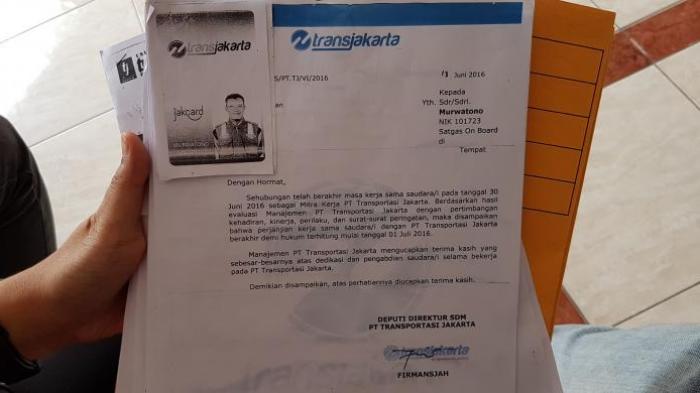 transjakarta
transjakarta
jakcard
S/PT.TJ/VI/2016
Juni 2016
Kepada
Yth. Sdr/Sdri.
Murwatono
NIK 101723
Satgas On Board
di
Tempat
Dengan Hormat,
Sehubungan telah berakhir masa kerja sama saudara/i pada tanggal 30
Juni 2016 sebagai Mitra Kerja PT Transportasi Jakarta. Berdasarkan hasil
evaluasi Manajemen PT Transportasi Jakarta dengan pertimbangan
kehadiran, kinerja, perilaku, dan surat-surat peringatan, maka disampaikan
bahwa perjanjian kerja sama saudara/i dengan PT Transportasi Jakarta
berakhir demi hukum terhitung mulai tanggal 01 Juli 2016.
Manajemen PT Transportasi Jakarta mengucapkan terima kasih yang
sebesar-besarnya atas dedikasi dan pengabdian saudara/i selama bekerja
pada PT Transportasi Jakarta.
Demikian disampaikan, atas perhatiannya diucapkan terima kasih.
DEPUTI DIREKTUR SDM
PT TRANSPORTASI JAKARTA
transjakarta
FIRMANSJAH